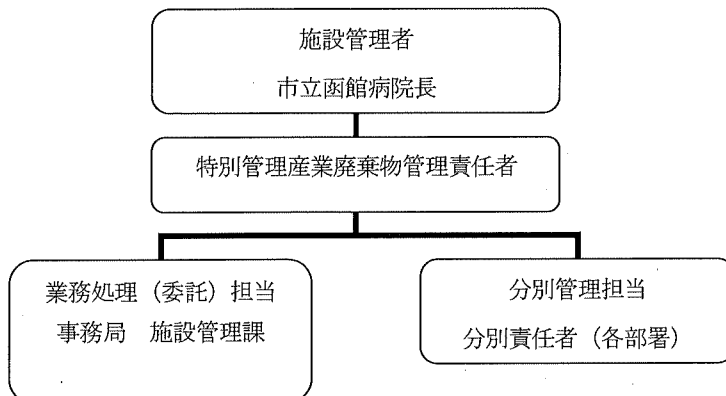 施設管理者
市立函館病院長
特別管理産業廃棄物管理責任者
業務処理（委託）担当
事務局　施設管理課
分別管理担当
分別責任者（各部署）